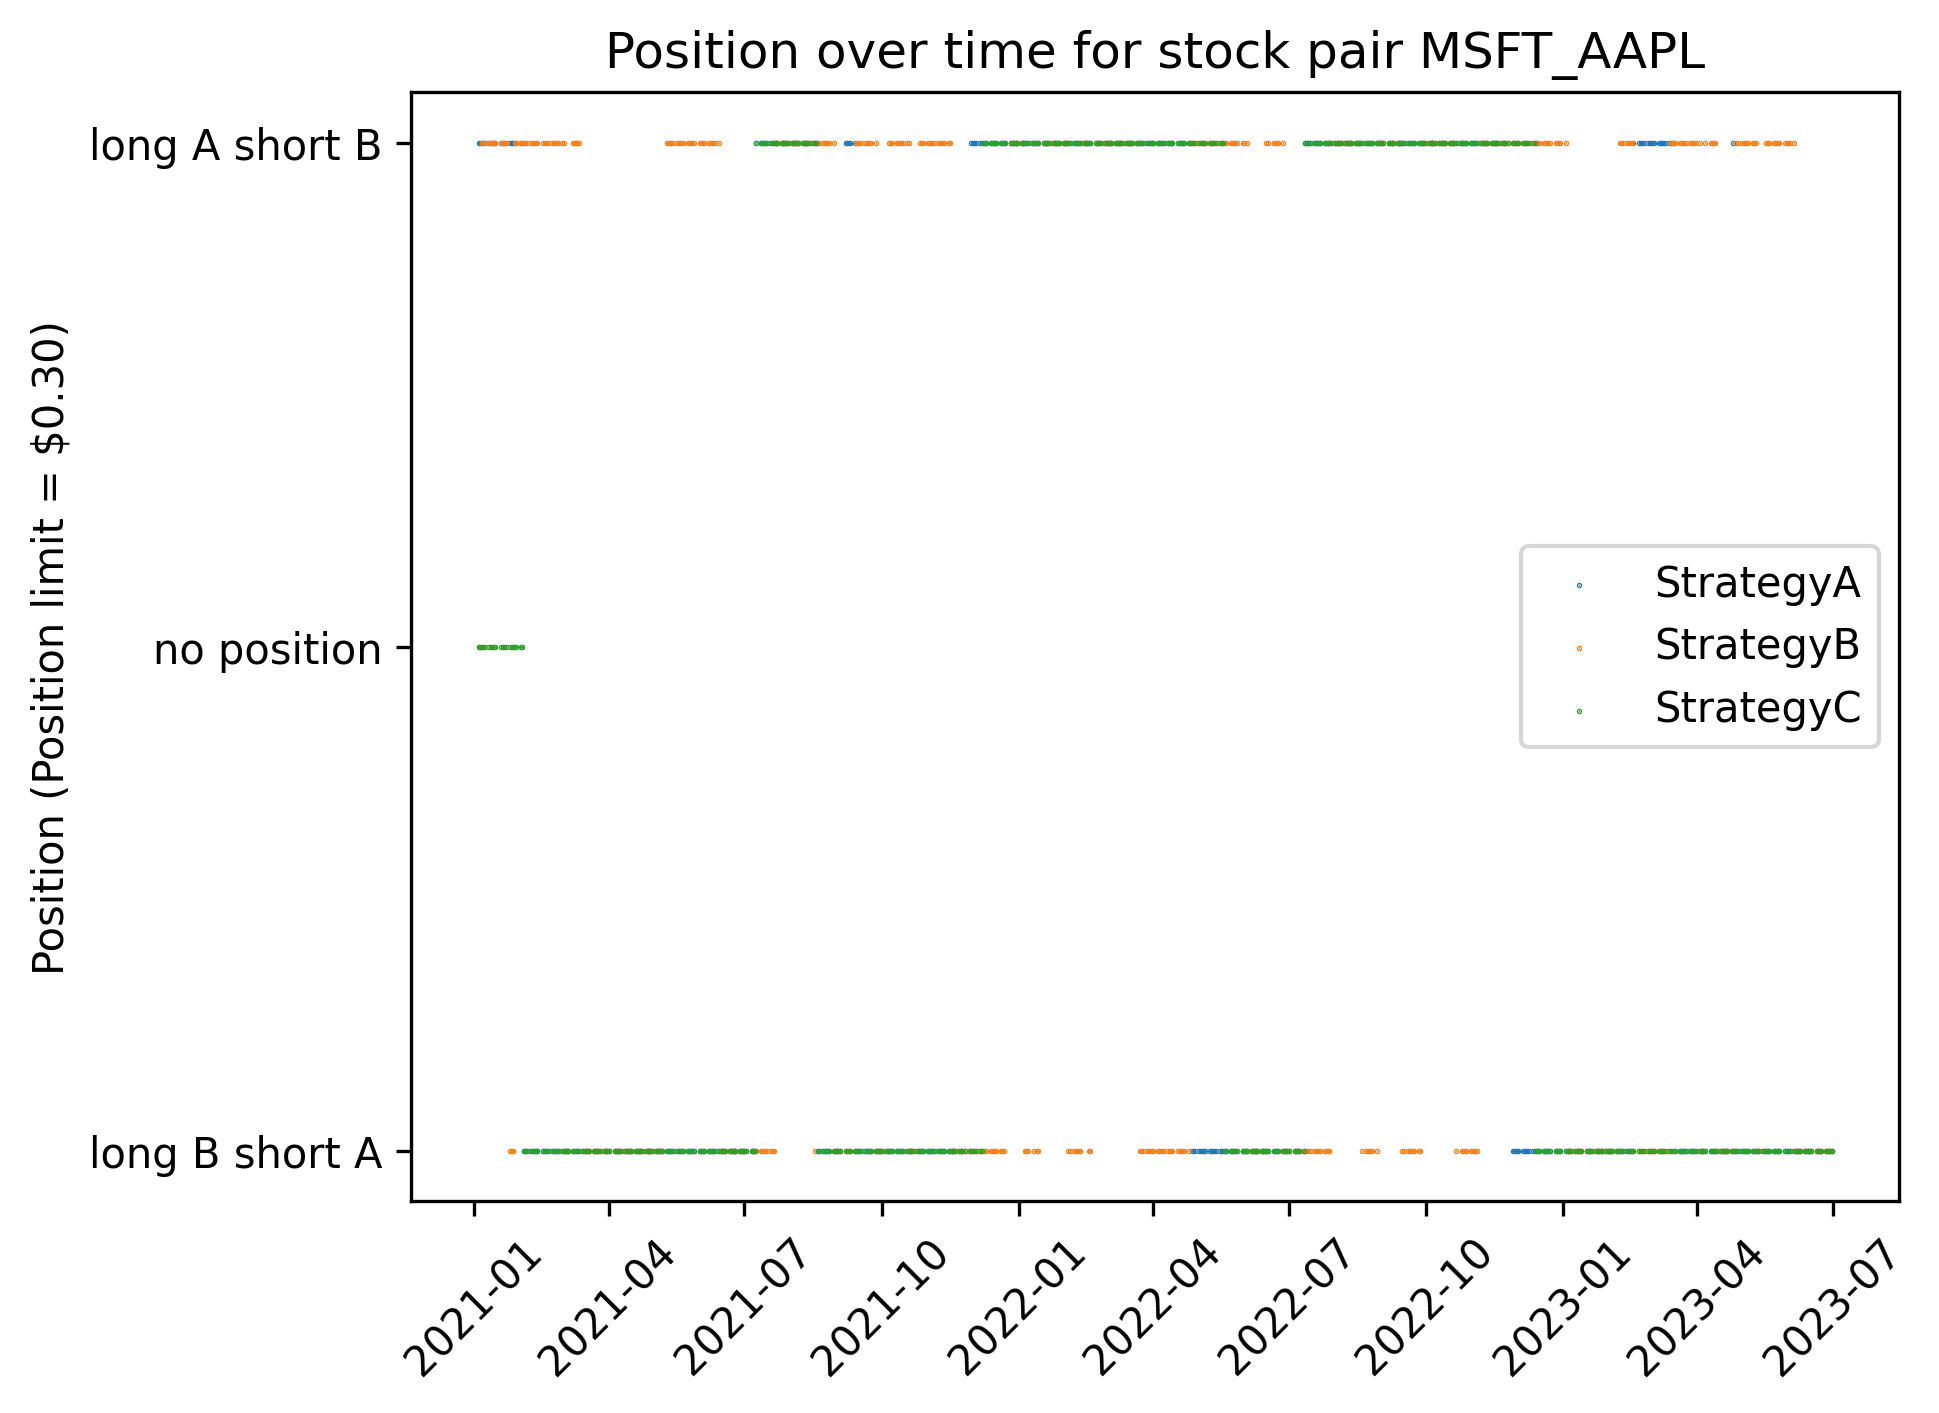 Position over time for stock pair MSFT_AAPL
Position (Position limit = $0.30)
long A short B
no position
long B short A
StrategyA
StrategyB
StrategyC
2021-01
2021-04
2021-07
2021-10
2022-01
2022-04
2022-07
2022-10
2023-01
2023-04
2023-07